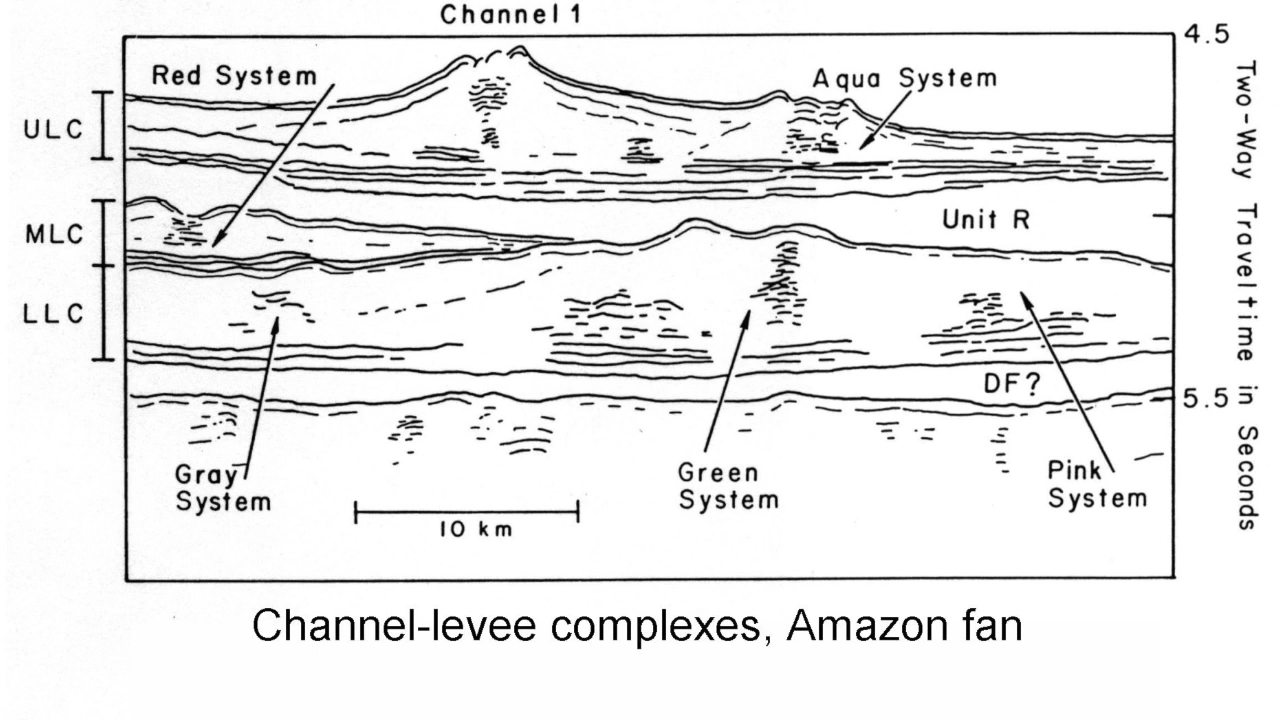 Channel 1
4.5
Red System
Aqua System
ULC
MLC
Unit R
LLC
DF?
5.5
Two-Way Traveltime in Seconds
Gray
System
Green
System
Pink
System
10 km
Channel-levee complexes, Amazon fan